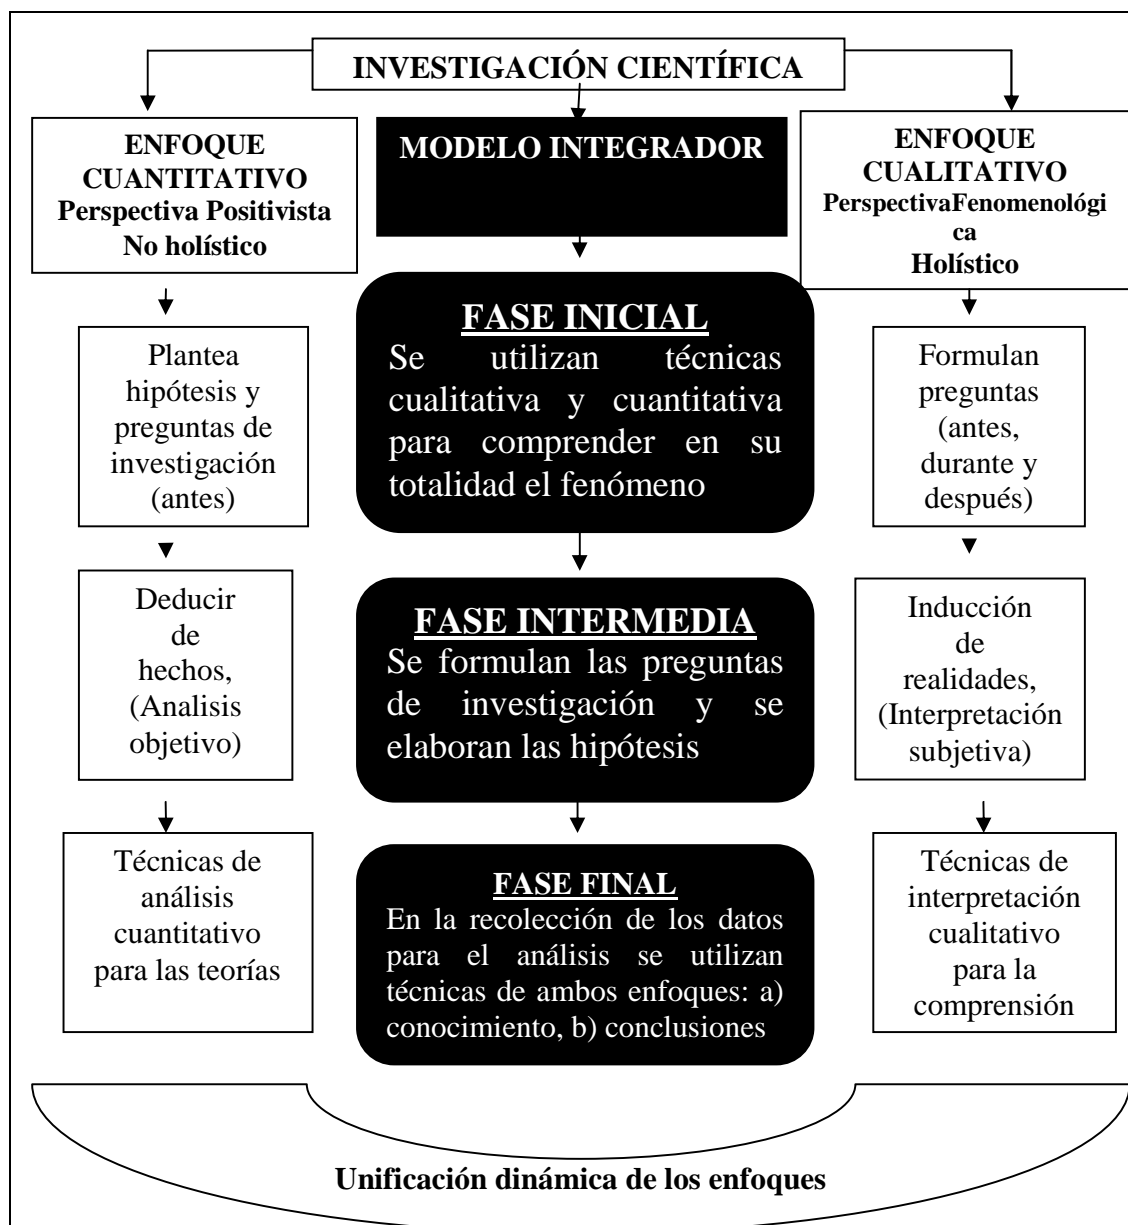 INVESTIGACIÓN CIENTÍFICA
ENFOQUE
CUANTITATIVO
Perspectiva Positivista
No holístico
Plantea
hipótesis y
preguntas de
investigación
(antes)
Deducir
de
hechos,
(Analisis
objetivo)
Técnicas de
análisis
cuantitativo
para las teorías
MODELO INTEGRADOR
FASE INICIAL
Se utilizan técnicas
cualitativa y cuantitativa
para comprender en su
totalidad el fenómeno
FASE INTERMEDIA
Se formulan las preguntas
de investigación y se
elaboran las hipótesis
FASE FINAL
En la recolección de los datos
para el análisis se utilizan
técnicas de ambos enfoques: a)
conocimiento, b) conclusiones
ENFOQUE
CUALITATIVO
PerspectivaFenomenológi
ca
Holístico
Formulan
preguntas
(antes,
durante y
después)
Inducción
de
realidades,
(Interpretación
subjetiva)
Técnicas de
interpretación
cualitativo
para la
comprensión
Unificación dinámica de los enfoques